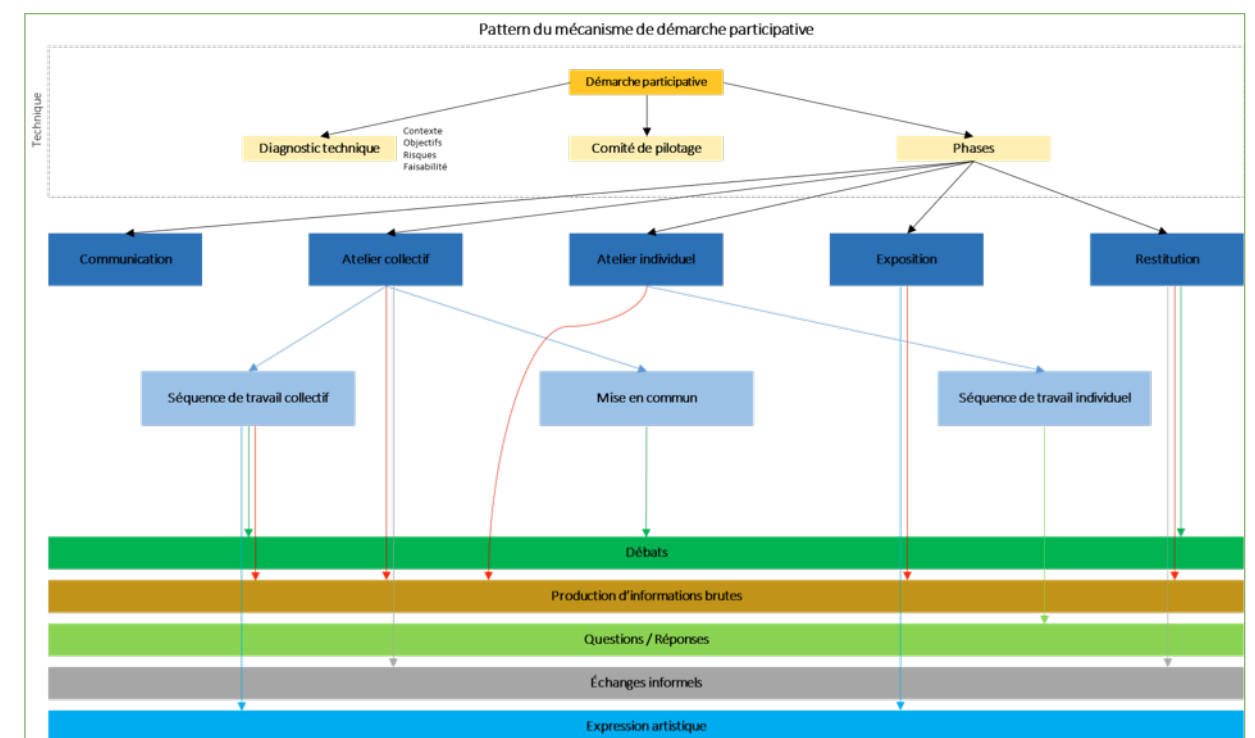 Pattern du mécanisme de démarche participative
Technique
Démarche participative
Diagnostic technique
Contexte
Objectifs
Risques
Faisabilité
Comité de pilotage
Phases
Communication
Atelier collectif
Atelier individuel
Exposition
Restitution
Séquence de travail collectif
Mise en commun
Séquence de travail individuel
Débats
Production d'informations brutes
Questions / Réponses
Échanges informels
Expression artistique